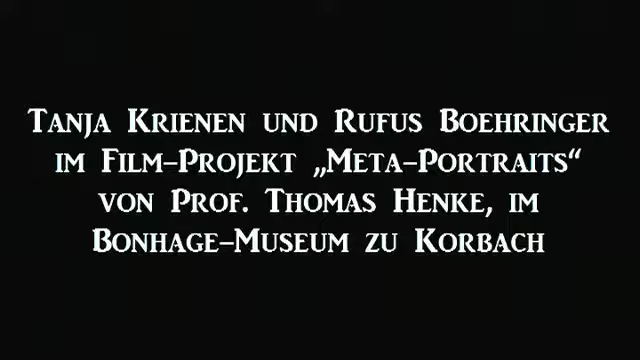 Tanja Krienen und Rufus Boehringer
im Film-Projekt „Meta-Portraits“
von Prof. Thomas Henke, im
Bonhage-Museum zu Korbach